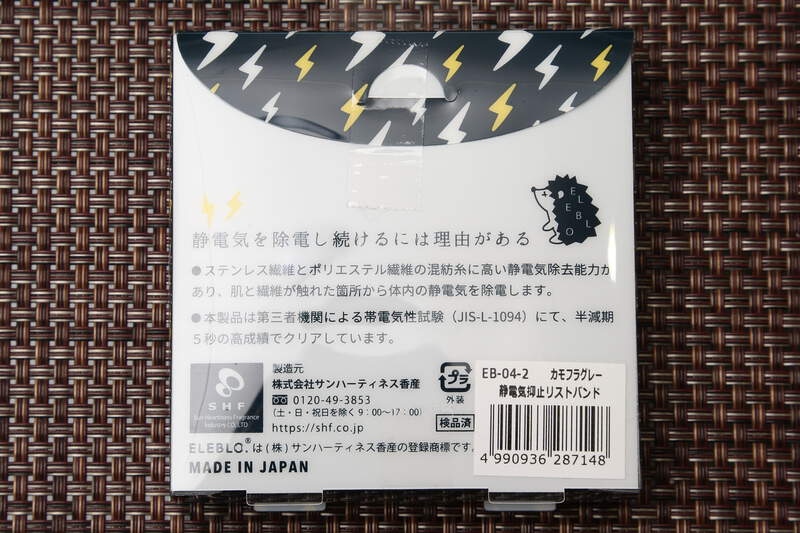 ELEBLO
静電気を除電し続けるには理由がある
●ステンレス繊維とポリエステル繊維の混紡糸に高い静電気除去能力が
あり、肌と繊維が触れた箇所から体内の静電気を除電します。
●本製品は第三者機関による帯電気性試験（JIS-L-1094）にて、半減期
５秒の高成績でクリアしています。
SHF
Sun Heartiness Fragrance
Industry CO.,LTD
製造元
株式会社サンハーティネス香産
0120-49-3853
（土・日・祝日を除く 9：00〜17：00）
https://shf.co.jp
プラ
外装
検品済
EB-04-2 カモフラグレー
静電気抑止リストバンド
4 990936 287148
ELEBLO®は（株）サンハーティネス香産の登録商標です。
MADE IN JAPAN